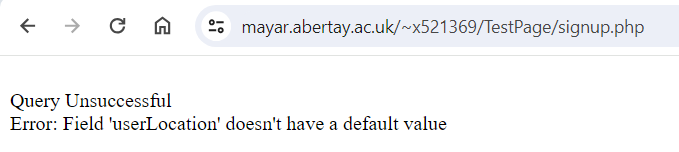 mayar.abertay.ac.uk/~x521369/TestPage/signup.php
Query Unsuccessful
Error: Field 'userLocation' doesn't have a default value